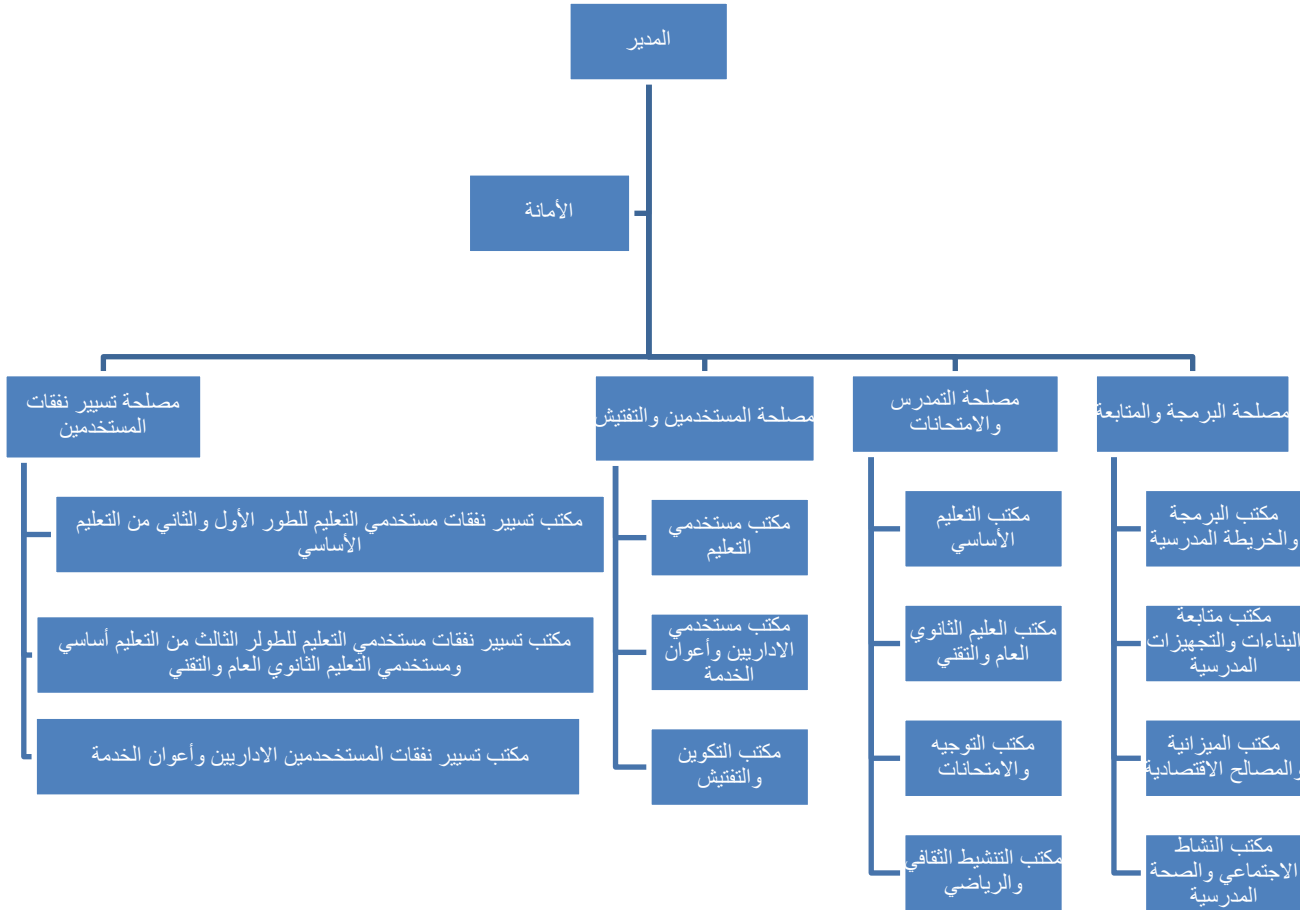 المدير
الأمانة
مصلحة البرمجة والمتابعة
مصلحة التمدرس
والامتحانات
مصلحة المستخدمين والتفتيش
مصلحة تسيير نفقات
المستخدمين
مكتب البرمجة
والخريطة المدرسية
مكتب متابعة
البناءات والتجهيزات
المدرسية
مكتب الميزانية
والمصالح الاقتصادية
مكتب النشاط
الاجتماعي والصحة
المدرسية
مكتب التعليم
الأساسي
مكتب العليم الثانوي
العام والتقني
مكتب التوجيه
والامتحانات
مكتب التنشيط الثقافي
والرياضي
مكتب مستخدمي
التعليم
مكتب مستخدمي
الاداريين وأعوان
الخدمة
مكتب التكوين
والتفتيش
مكتب تسيير نفقات مستخدمي التعليم للطور الأول والثاني من التعليم
الأساسي
مكتب تسيير نفقات مستخدمي التعليم للطولر الثالث من التعليم أساسي
ومستخدمي التعليم الثانوي العام والتقني
مكتب تسيير نفقات المستخحدمين الاداريين وأعوان الخدمة